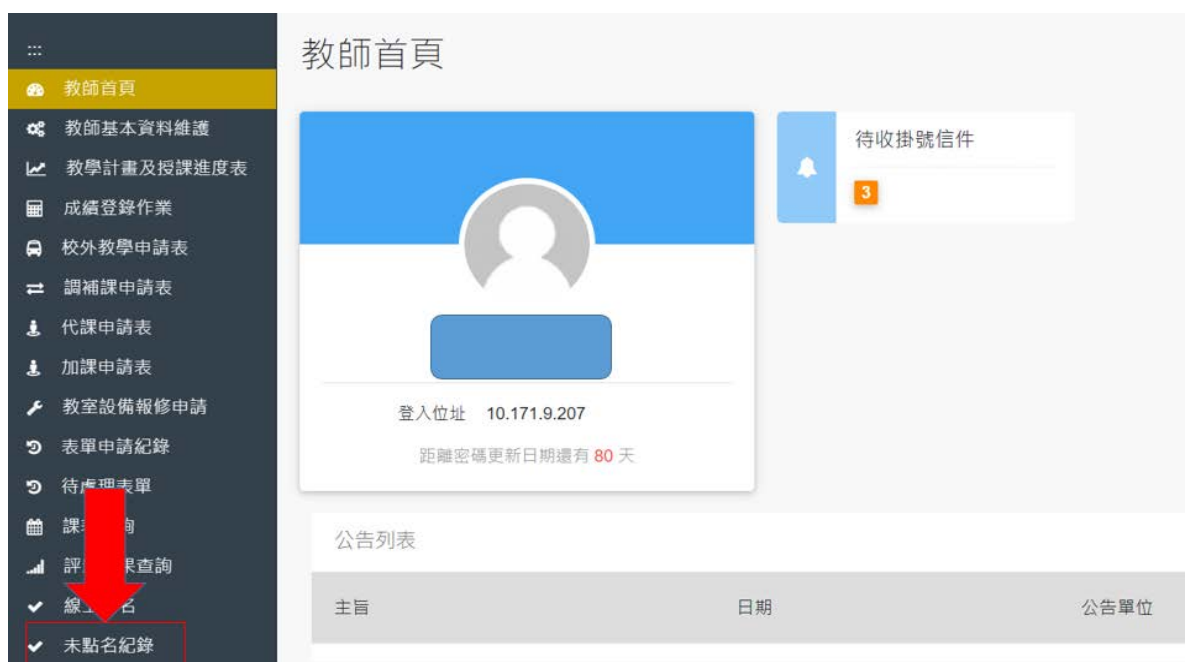 :::
教師首頁
教師基本資料維護
教學計畫及授課進度表
成績登錄作業
校外教學申請表
調補課申請表
代課申請表
加課申請表
教室設備報修申請
表單申請紀錄
待處理表單
課
詢
評
果查詢
線上
名
未點名紀錄
教師首頁
待收掛號信件
3
登入位址 10.171.9.207
距離密碼更新日期還有 80 天
公告列表
主旨 日期 公告單位